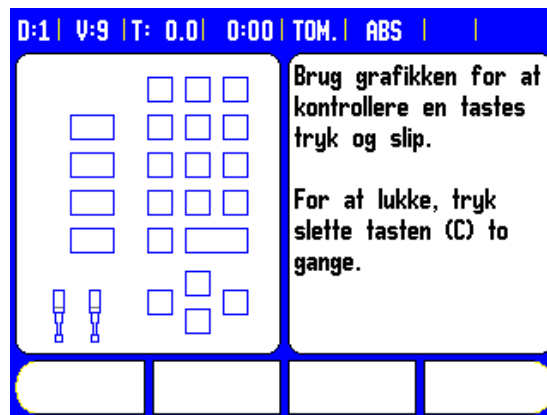 D:1| V:9 |T: 0.0| 0:00| TOM.| ABS | |
Brug grafikken for at
kontrollere en tastes
tryk og slip.
For at lukke, tryk
slette tasten (C) to
gange.